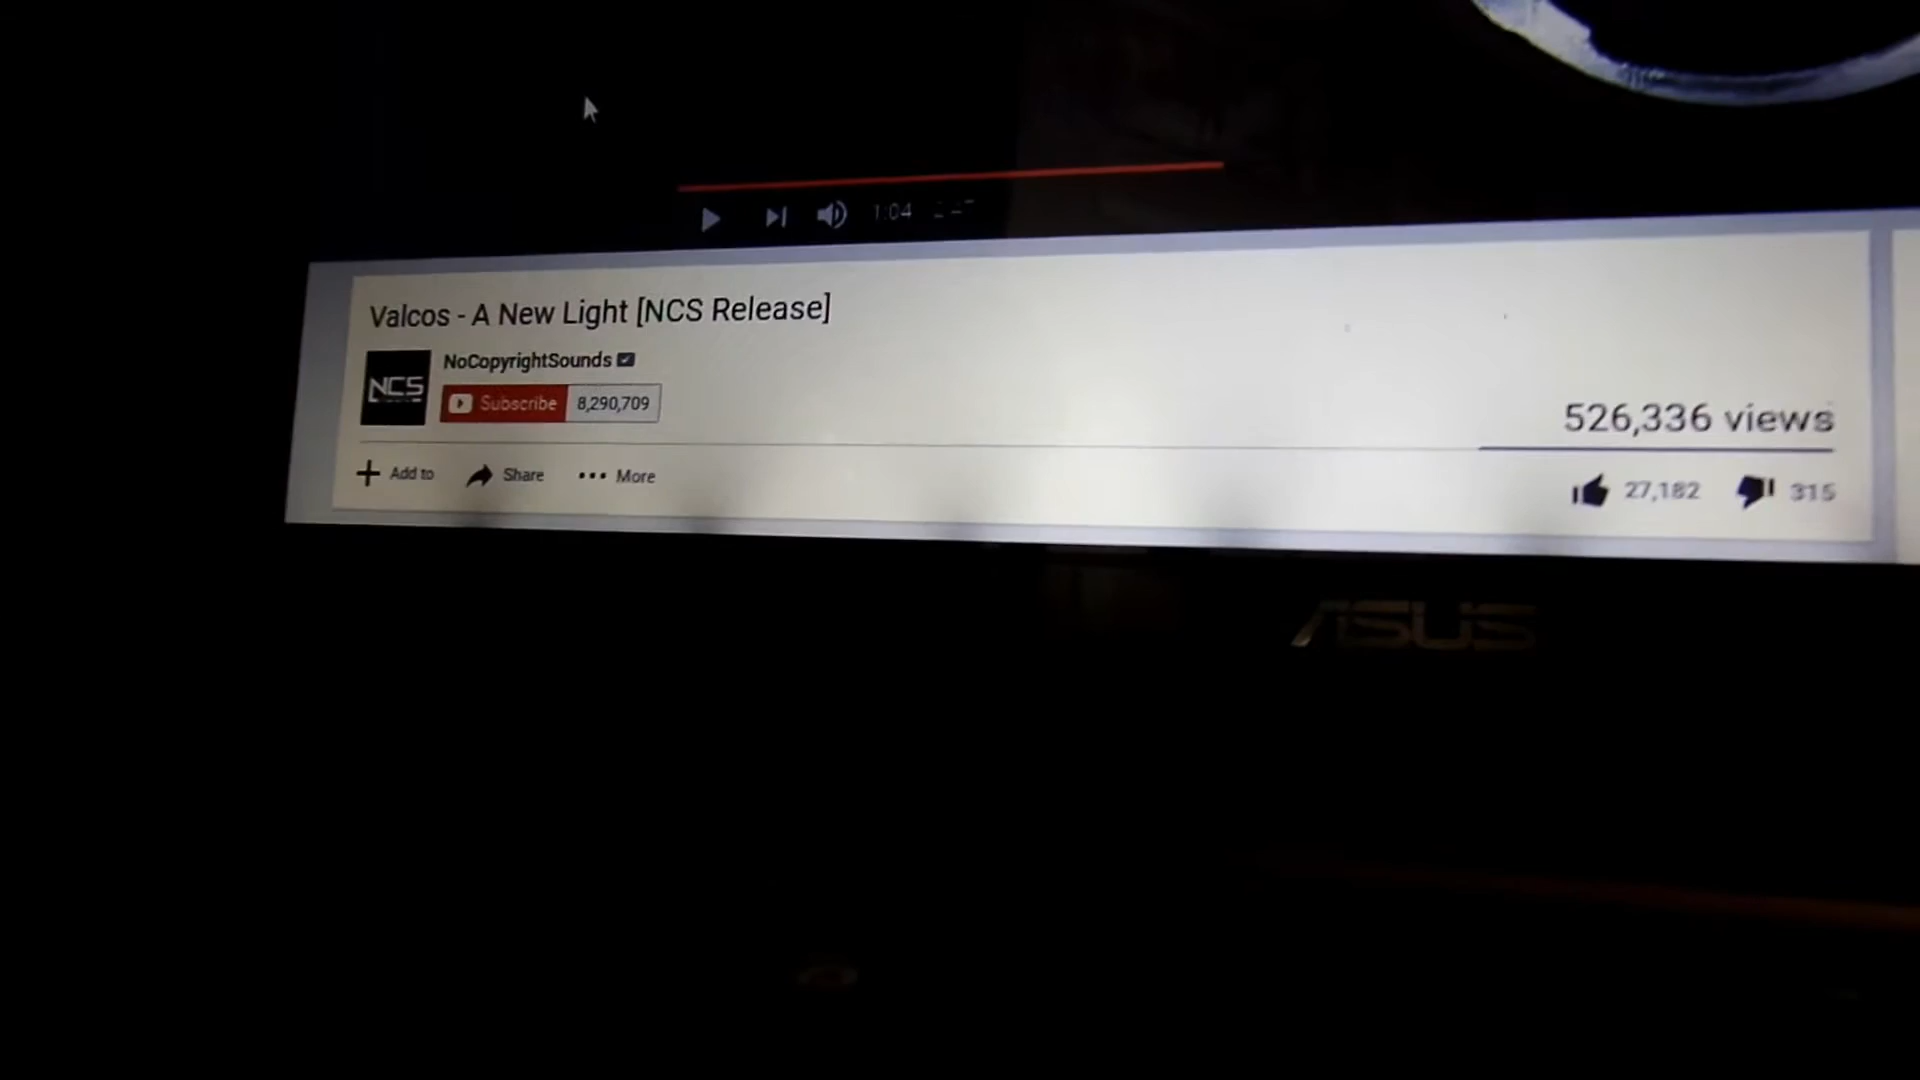 1:04
Valcos - A New Light [NCS Release]
NCS
NoCopyrightSounds
Subscribe 8,290,709
526,336 views
Add to Share More
27,182 315
ASUS